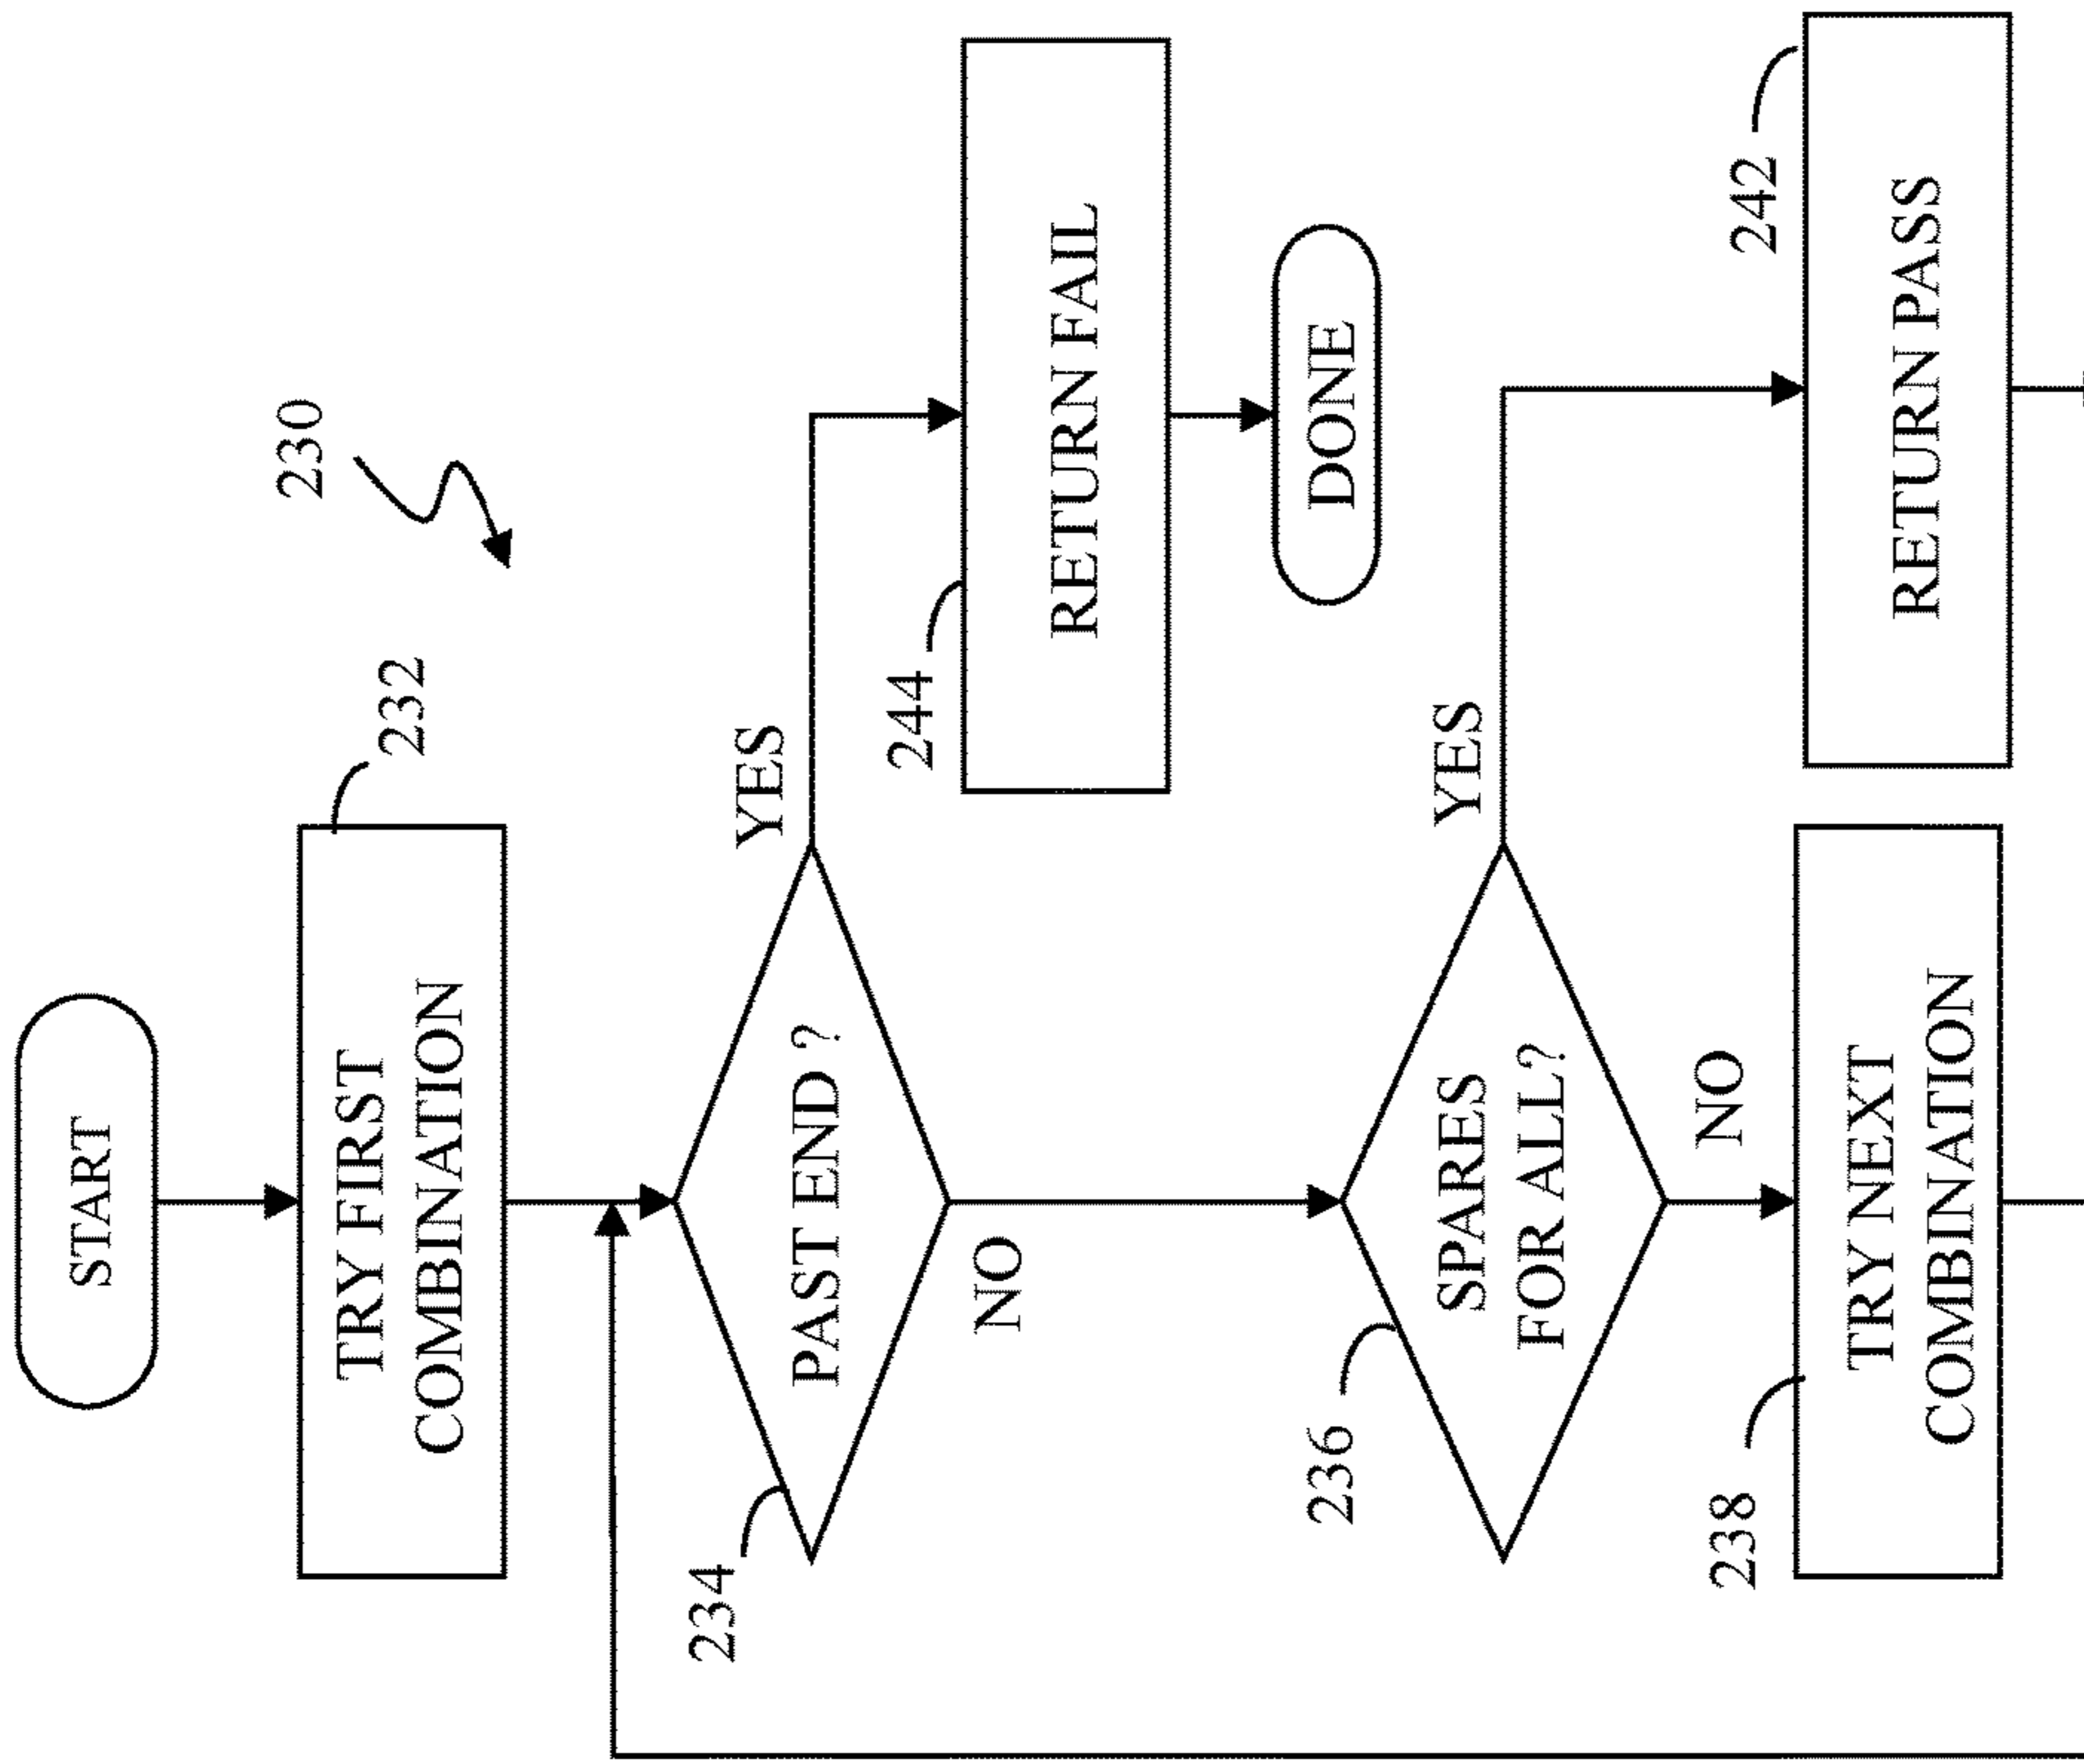 START
230
232
TRY FIRST
COMBINATION
YES
234
PAST END ?
244
RETURN FAIL
NO
DONE
YES
236
SPARES
FOR ALL?
NO
242
238
TRY NEXT
COMBINATION
RETURN PASS